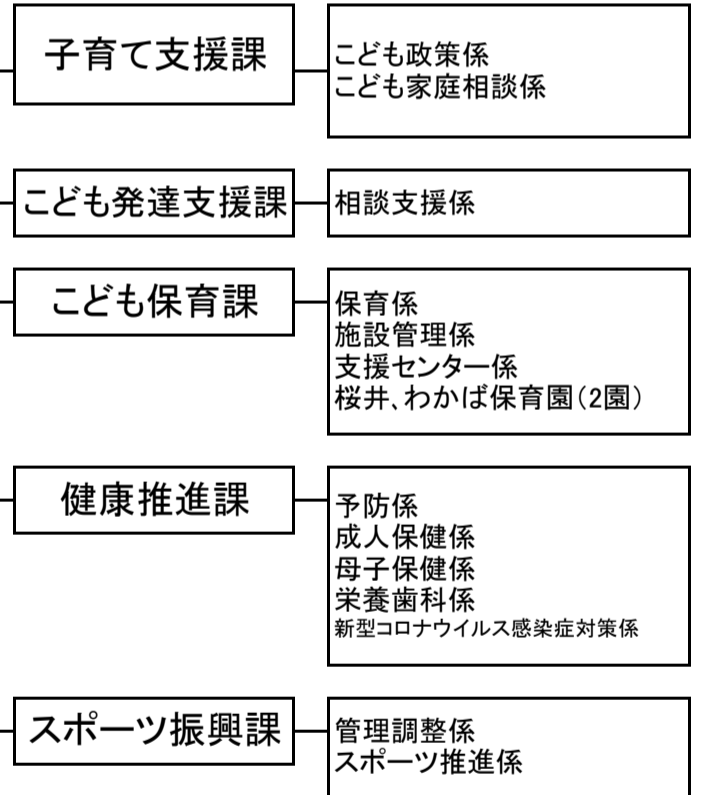 子育て支援課
こども政策係
こども家庭相談係
こども発達支援課
相談支援係
こども保育課
保育係
施設管理係
支援センター係
桜井、わかば保育園（2園）
健康推進課
予防係
成人保健係
母子保健係
栄養歯科係
新型コロナウイルス感染症対策係
スポーツ振興課
管理調整係
スポーツ推進係